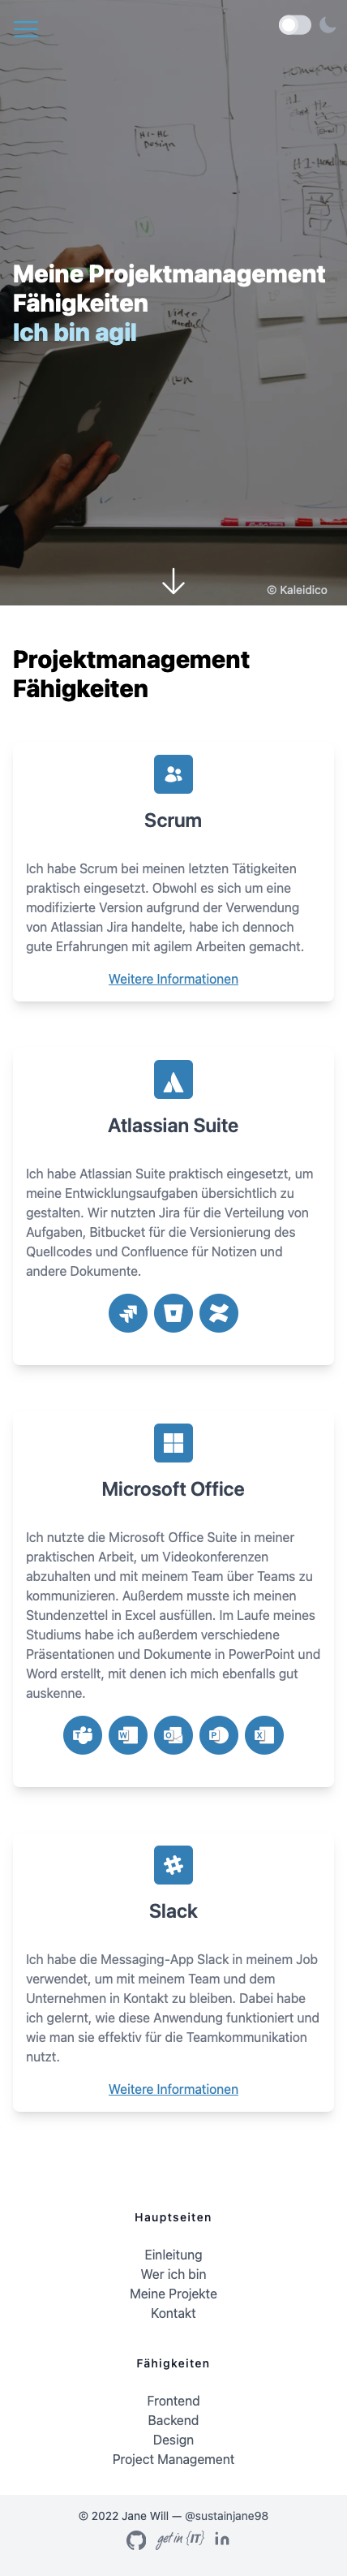 HI-HC
Design
Meine Projektmanagement
Fähigkeiten
Ich bin agil
© Kaleidico
Projektmanagement
Fähigkeiten
Scrum
Ich habe Scrum bei meinen letzten Tätigkeiten
praktisch eingesetzt. Obwohl es sich um eine
modifizierte Version aufgrund der Verwendung
von Atlassian Jira handelte, habe ich dennoch
gute Erfahrungen mit agilem Arbeiten gemacht.
Weitere Informationen
Atlassian Suite
Ich habe Atlassian Suite praktisch eingesetzt, um
meine Entwicklungsaufgaben übersichtlich zu
gestalten. Wir nutzten Jira für die Verteilung von
Aufgaben, Bitbucket für die Versionierung des
Quellcodes und Confluence für Notizen und
andere Dokumente.
Microsoft Office
Ich nutzte die Microsoft Office Suite in meiner
praktischen Arbeit, um Videokonferenzen
abzuhalten und mit meinem Team über Teams zu
kommunizieren. Außerdem musste ich meinen
Stundenzettel in Excel ausfüllen. Im Laufe meines
Studiums habe ich außerdem verschiedene
Präsentationen und Dokumente in PowerPoint und
Word erstellt, mit denen ich mich ebenfalls gut
auskenne.
T W O P X
Slack
Ich habe die Messaging-App Slack in meinem Job
verwendet, um mit meinem Team und dem
Unternehmen in Kontakt zu bleiben. Dabei habe
ich gelernt, wie diese Anwendung funktioniert und
wie man sie effektiv für die Teamkommunikation
nutzt.
Weitere Informationen
Hauptseiten
Einleitung
Wer ich bin
Meine Projekte
Kontakt
Fähigkeiten
Frontend
Backend
Design
Project Management
© 2022 Jane Will — @sustainjane98
get in {IT} in